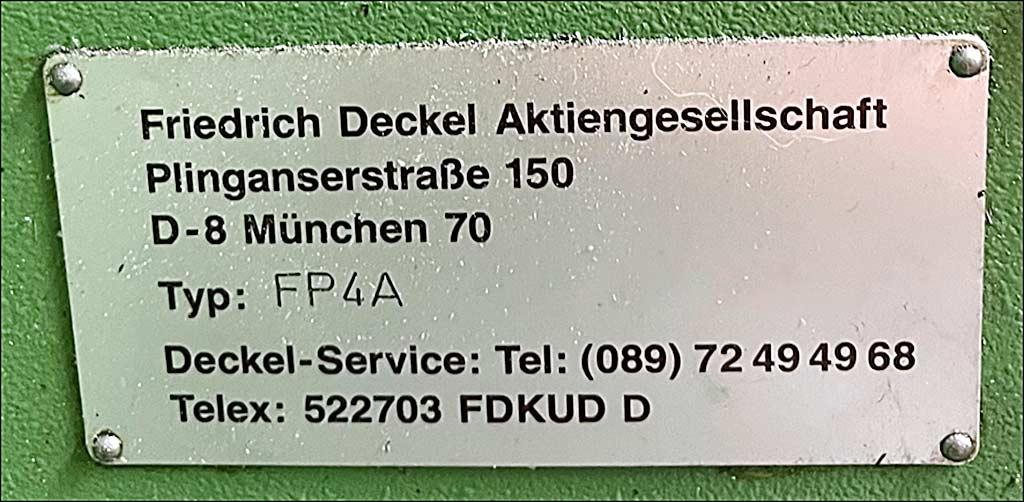 Friedrich Deckel Aktiengesellschaft
Plinganserstraße 150
D-8 München 70
Typ: FP4A
Deckel-Service: Tel: (089) 72 49 49 68
Telex: 522703 FDKUD D